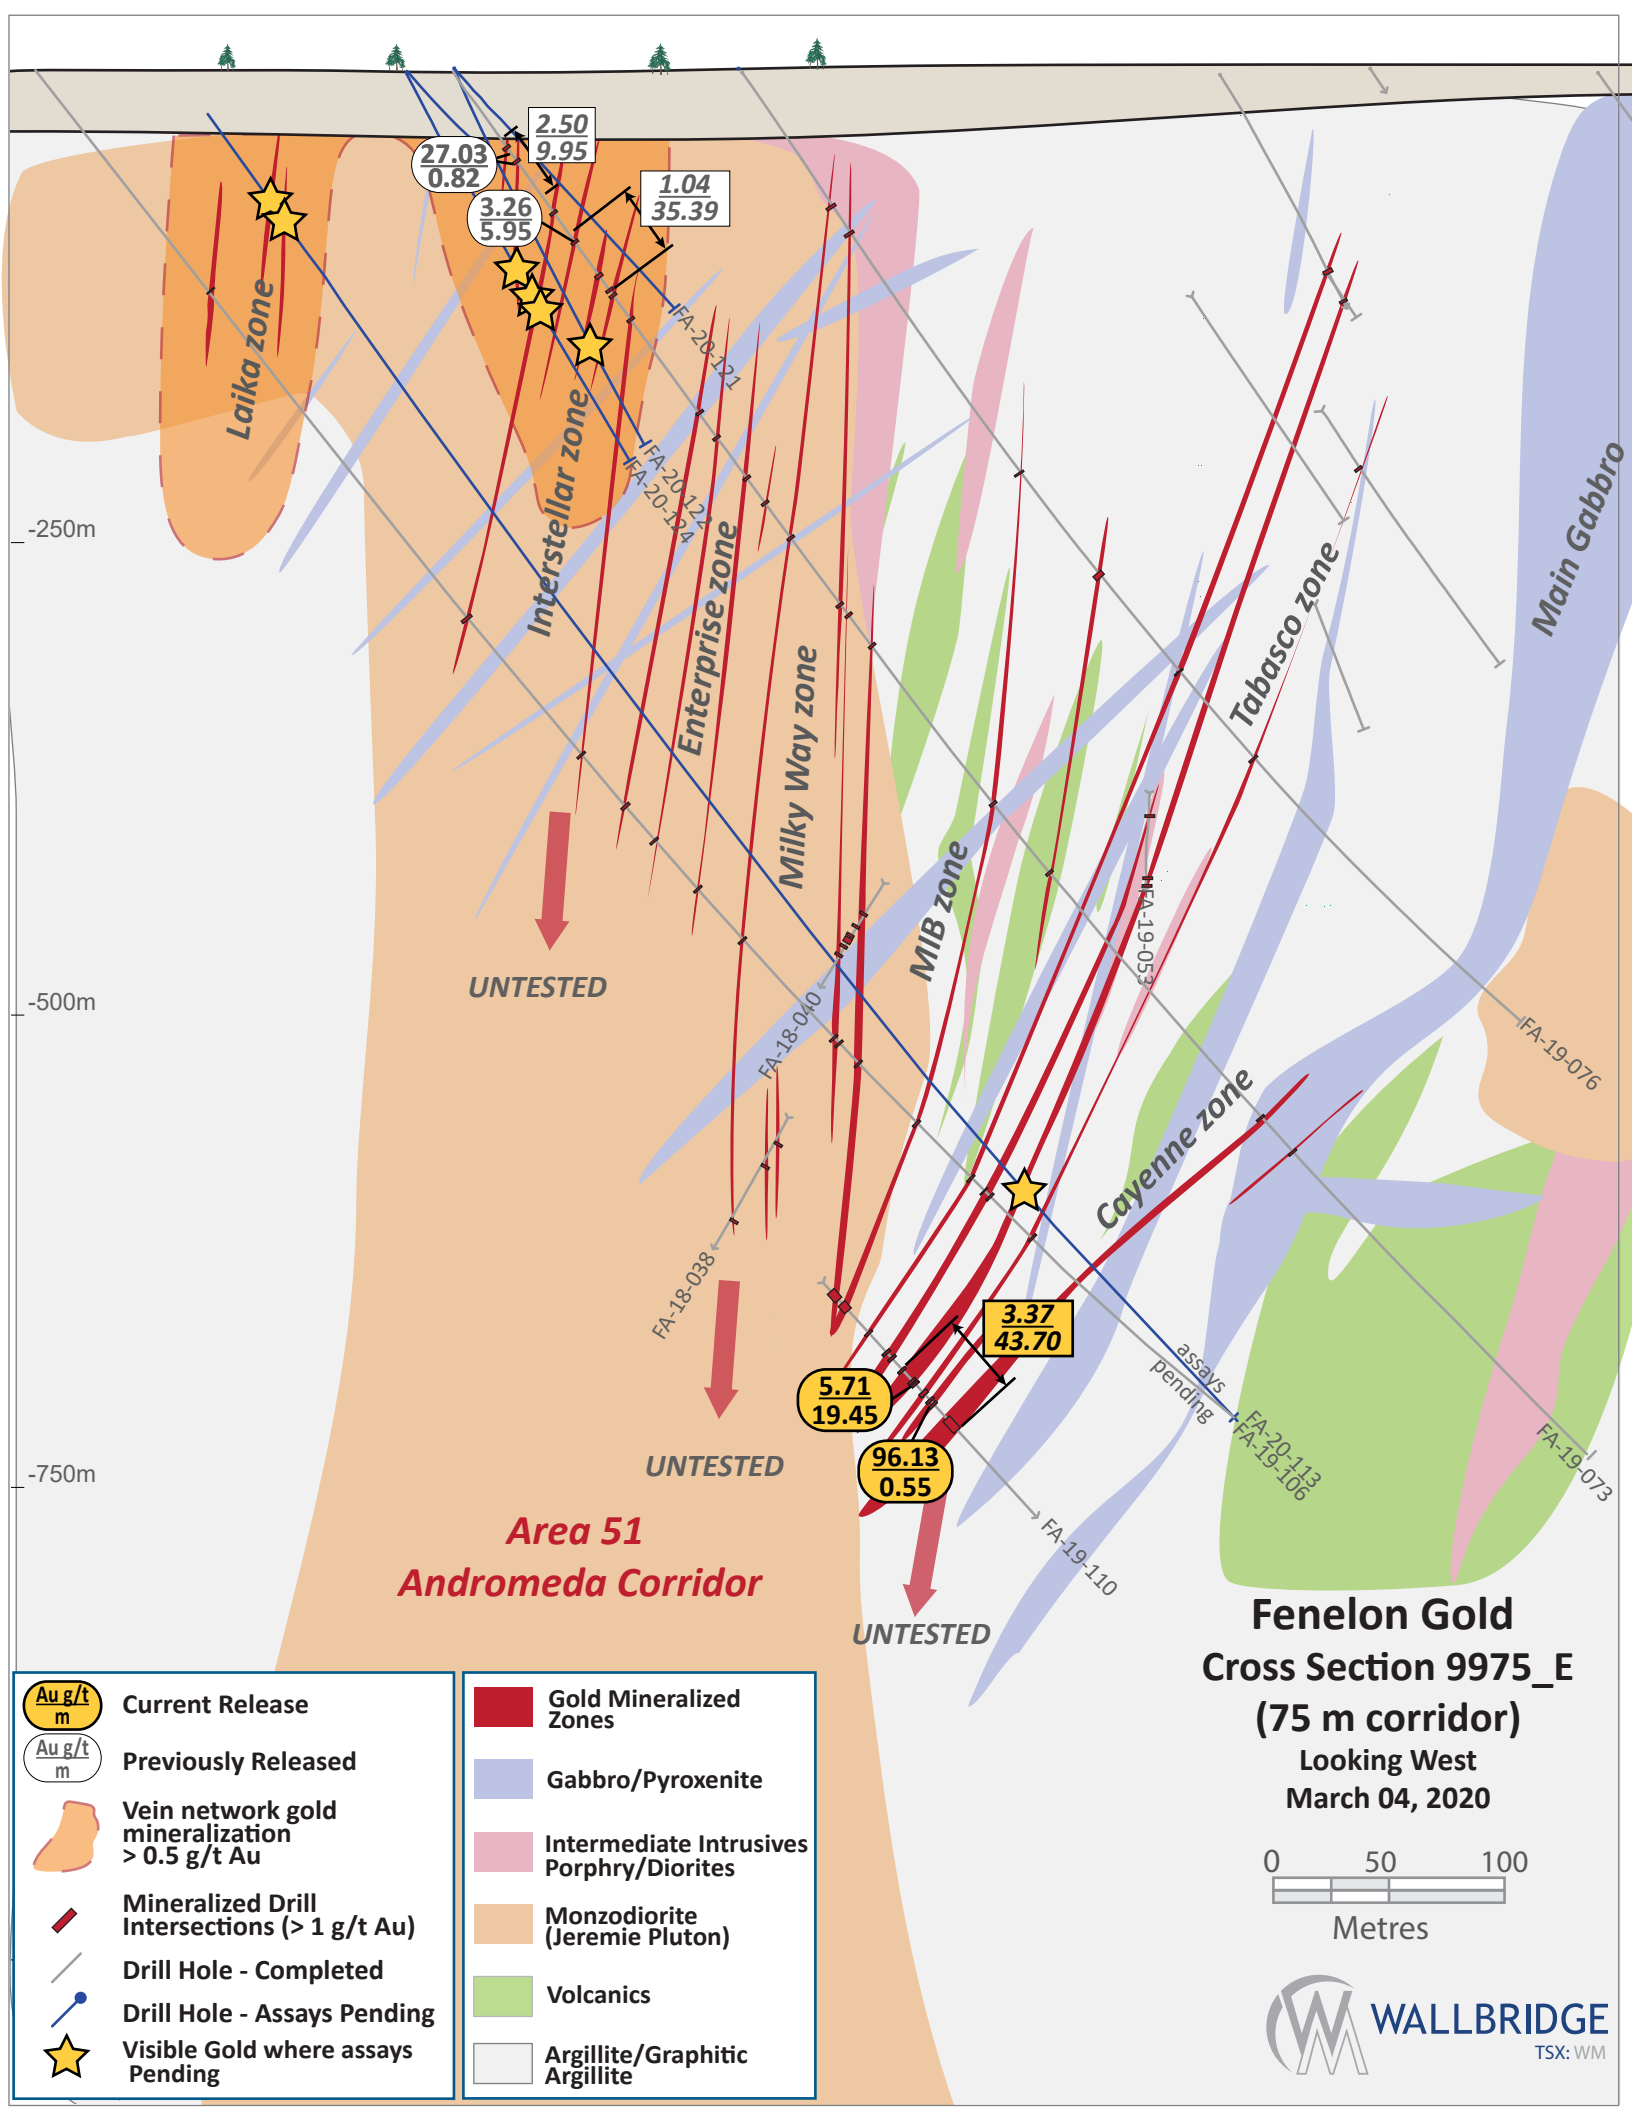 2.50
9.95
27.03
0.82
1.04
35.39
3.26
5.95
Laika zone
FA-20-121
FA-20-122
FA-20-124
Interstellar zone
Enterprise zone
Milky Way zone
MIB zone
Tabasco zone
Main Gabbro
Cayenne zone
-250m
-500m
-750m
FA-19-053
FA-18-040
FA-18-038
FA-19-076
UNTESTED
UNTESTED
UNTESTED
3.37
43.70
5.71
19.45
96.13
0.55
assays
pending
FA-20-113
FA-19-106
FA-19-073
FA-19-110
Area 51
Andromeda Corridor
Fenelon Gold
Cross Section 9975_E
(75 m corridor)
Looking West
March 04, 2020
0 50 100
Metres
WALLBRIDGE
TSX: WM
Au g/t
m
Current Release
Au g/t
m
Previously Released
Vein network gold
mineralization
> 0.5 g/t Au
Mineralized Drill
Intersections (> 1 g/t Au)
Drill Hole - Completed
Drill Hole - Assays Pending
Visible Gold where assays
Pending
Gold Mineralized
Zones
Gabbro/Pyroxenite
Intermediate Intrusives
Porphry/Diorites
Monzodiorite
(Jeremie Pluton)
Volcanics
Argillite/Graphitic
Argillite